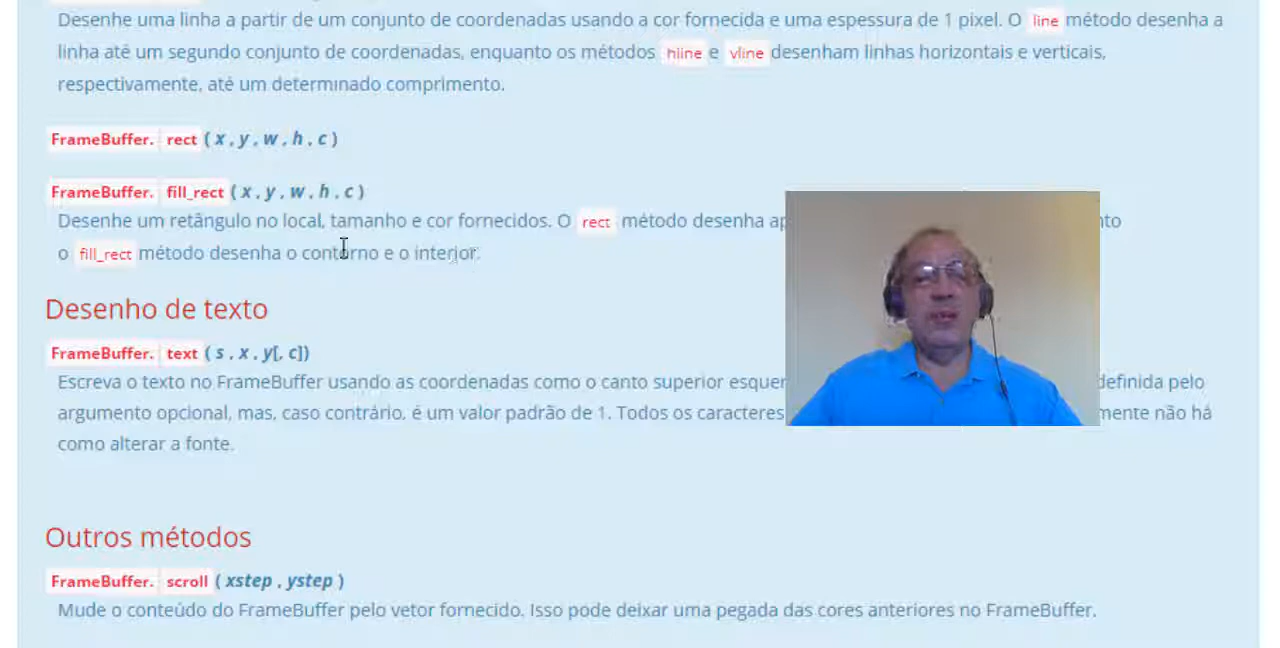 Desenhe uma linha a partir de um conjunto de coordenadas usando a cor fornecida e uma espessura de 1 pixel. O line método desenha a
linha até um segundo conjunto de coordenadas, enquanto os métodos hline e vline desenham linhas horizontais e verticais,
respectivamente, até um determinado comprimento.
FrameBuffer. rect ( x , y , w , h , c )
FrameBuffer. fill_rect ( x , y , w , h , c )
Desenhe um retângulo no local, tamanho e cor fornecidos. O rect método desenha
o fill_rect método desenha o contorno e o interior.
Desenho de texto
FrameBuffer. text ( s , x , y[, c])
Escreva o texto no FrameBuffer usando as coordenadas como o canto superior definida pelo
argumento opcional, mas, caso contrário, é um valor padrão de 1. Todos os caracteres não há
como alterar a fonte.
Outros métodos
FrameBuffer. scroll ( xstep , ystep )
Mude o conteúdo do FrameBuffer pelo vetor fornecido. Isso pode deixar uma pegada das cores anteriores no FrameBuffer.